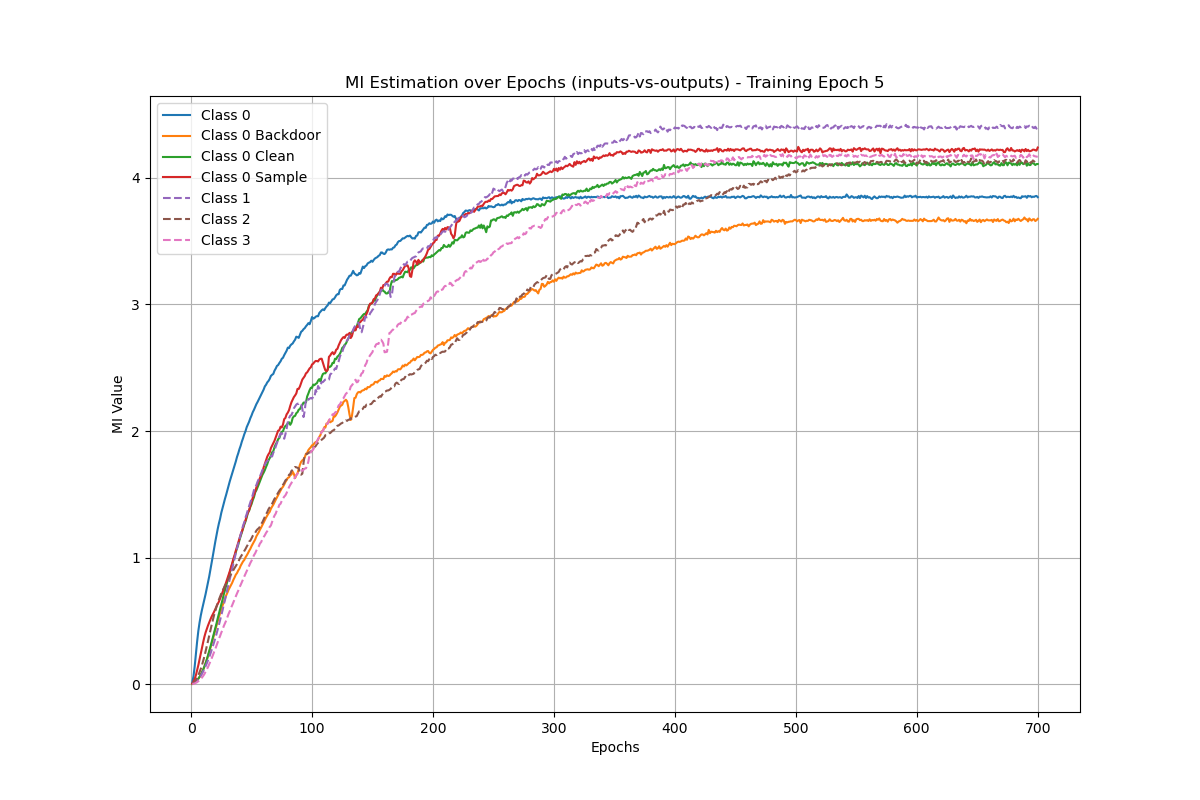 MI Estimation over Epochs (inputs-vs-outputs) - Training Epoch 5
Class 0
Class 0 Backdoor
Class 0 Clean
Class 0 Sample
Class 1
Class 2
Class 3
MI Value
4
3
2
1
0
0 100 200 300 400 500 600 700
Epochs